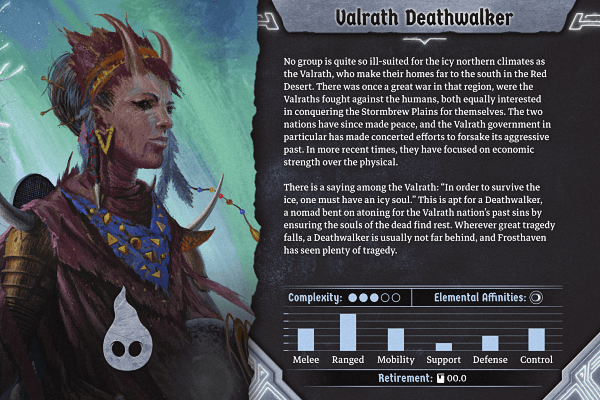 Valrath Deathwalker
No group is quite so ill-suited for the icy northern climates as
the Valrath, who make their homes far to the south in the Red
Desert. There was once a great war in that region, were the
Valraths fought against the humans, both equally interested
in conquering the Stormbrew Plains for themselves. The two
nations have since made peace, and the Valrath government in
particular has made concerted efforts to forsake its aggressive
past. In more recent times, they have focused on economic
strength over the physical.
There is a saying among the Valrath: “In order to survive the
ice, one must have an icy soul.” This is apt for a Deathwalker,
a nomad bent on atoning for the Valrath nation's past sins by
ensuring the souls of the dead find rest. Wherever great tragedy
falls, a Deathwalker is usually not far behind, and Frosthaven
has seen plenty of tragedy.
Complexity: Elemental Affinities:
Melee Ranged Mobility Support Defense Control
Retirement: 00.0